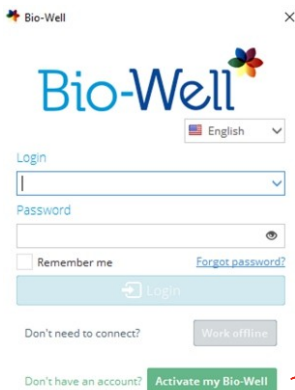 Bio-Well
Bio-Well
English
Login
Password
Remember me Forgot password?
Login
Don't need to connect? Work offline
Don't have an account? Activate my Bio-Well